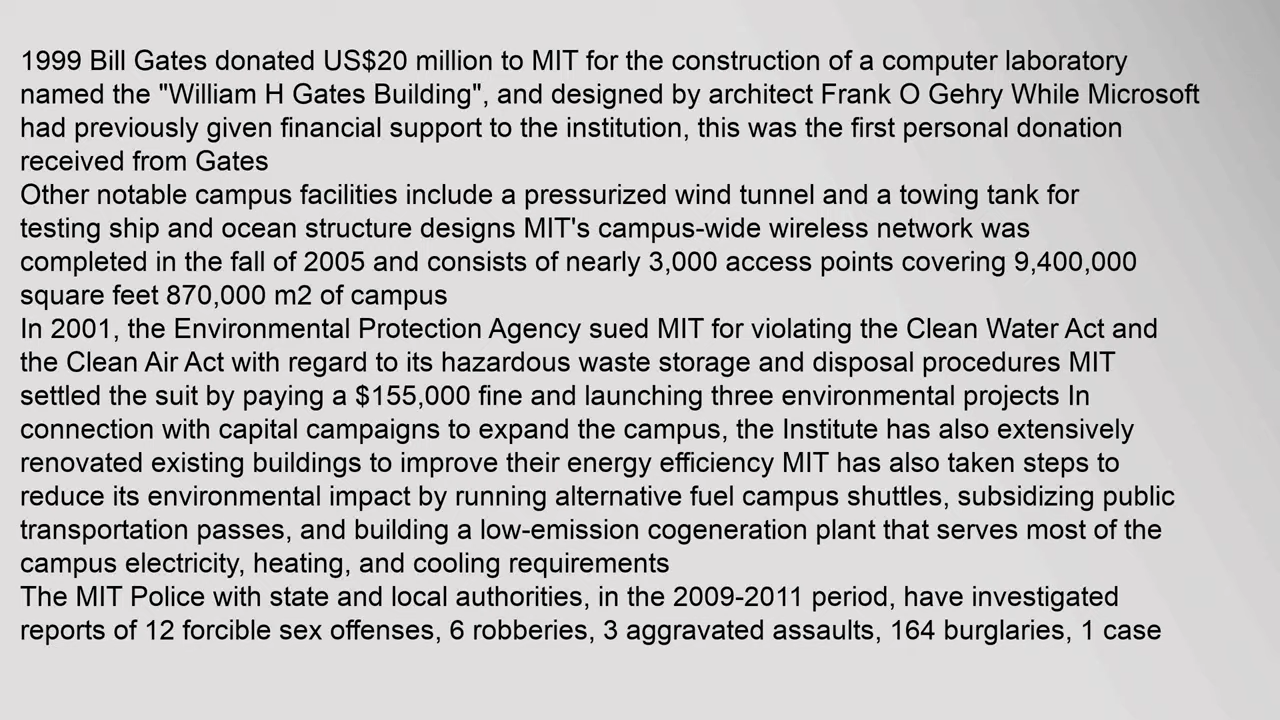 1999 Bill Gates donated US$20 million to MIT for the construction of a computer laboratory
named the "William H Gates Building", and designed by architect Frank O Gehry While Microsoft
had previously given financial support to the institution, this was the first personal donation
received from Gates
Other notable campus facilities include a pressurized wind tunnel and a towing tank for
testing ship and ocean structure designs MIT's campus-wide wireless network was
completed in the fall of 2005 and consists of nearly 3,000 access points covering 9,400,000
square feet 870,000 m2 of campus
In 2001, the Environmental Protection Agency sued MIT for violating the Clean Water Act and
the Clean Air Act with regard to its hazardous waste storage and disposal procedures MIT
settled the suit by paying a $155,000 fine and launching three environmental projects In
connection with capital campaigns to expand the campus, the Institute has also extensively
renovated existing buildings to improve their energy efficiency MIT has also taken steps to
reduce its environmental impact by running alternative fuel campus shuttles, subsidizing public
transportation passes, and building a low-emission cogeneration plant that serves most of the
campus electricity, heating, and cooling requirements
The MIT Police with state and local authorities, in the 2009-2011 period, have investigated
reports of 12 forcible sex offenses, 6 robberies, 3 aggravated assaults, 164 burglaries, 1 case